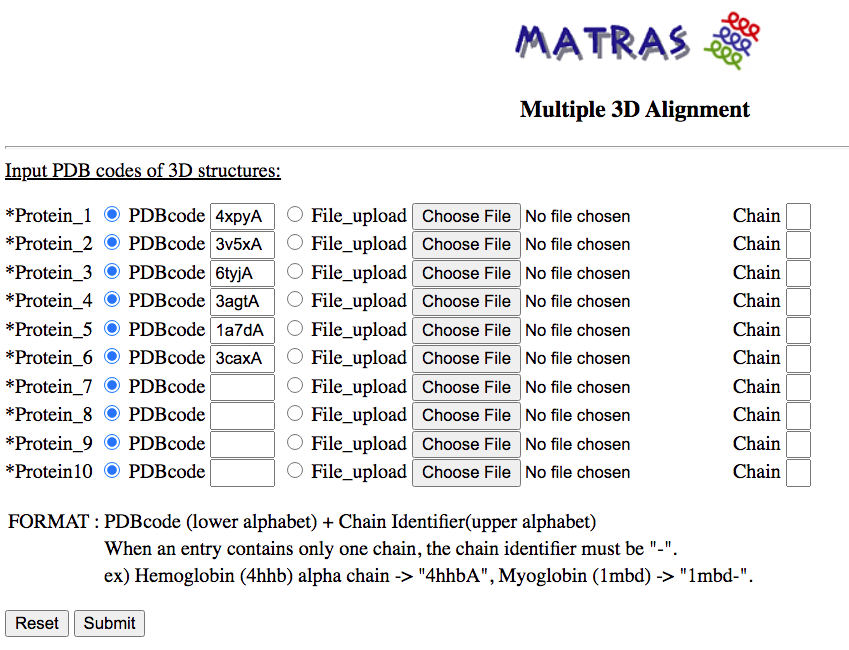 MATRAS
Multiple 3D Alignment
Input PDB codes of 3D structures:
*Protein_1 PDBcode 4xpyA File_upload Choose File No file chosen Chain
*Protein_2 PDBcode 3v5xA File_upload Choose File No file chosen Chain
*Protein_3 PDBcode 6tyjA File_upload Choose File No file chosen Chain
*Protein_4 PDBcode 3agtA File_upload Choose File No file chosen Chain
*Protein_5 PDBcode 1a7dA File_upload Choose File No file chosen Chain
*Protein_6 PDBcode 3caxA File_upload Choose File No file chosen Chain
*Protein_7 PDBcode File_upload Choose File No file chosen Chain
*Protein_8 PDBcode File_upload Choose File No file chosen Chain
*Protein_9 PDBcode File_upload Choose File No file chosen Chain
*Protein10 PDBcode File_upload Choose File No file chosen Chain
FORMAT : PDBcode (lower alphabet) + Chain Identifier(upper alphabet)
When an entry contains only one chain, the chain identifier must be "-".
ex) Hemoglobin (4hhb) alpha chain -> "4hhbA", Myoglobin (1mbd) -> "1mbd-".
Reset Submit